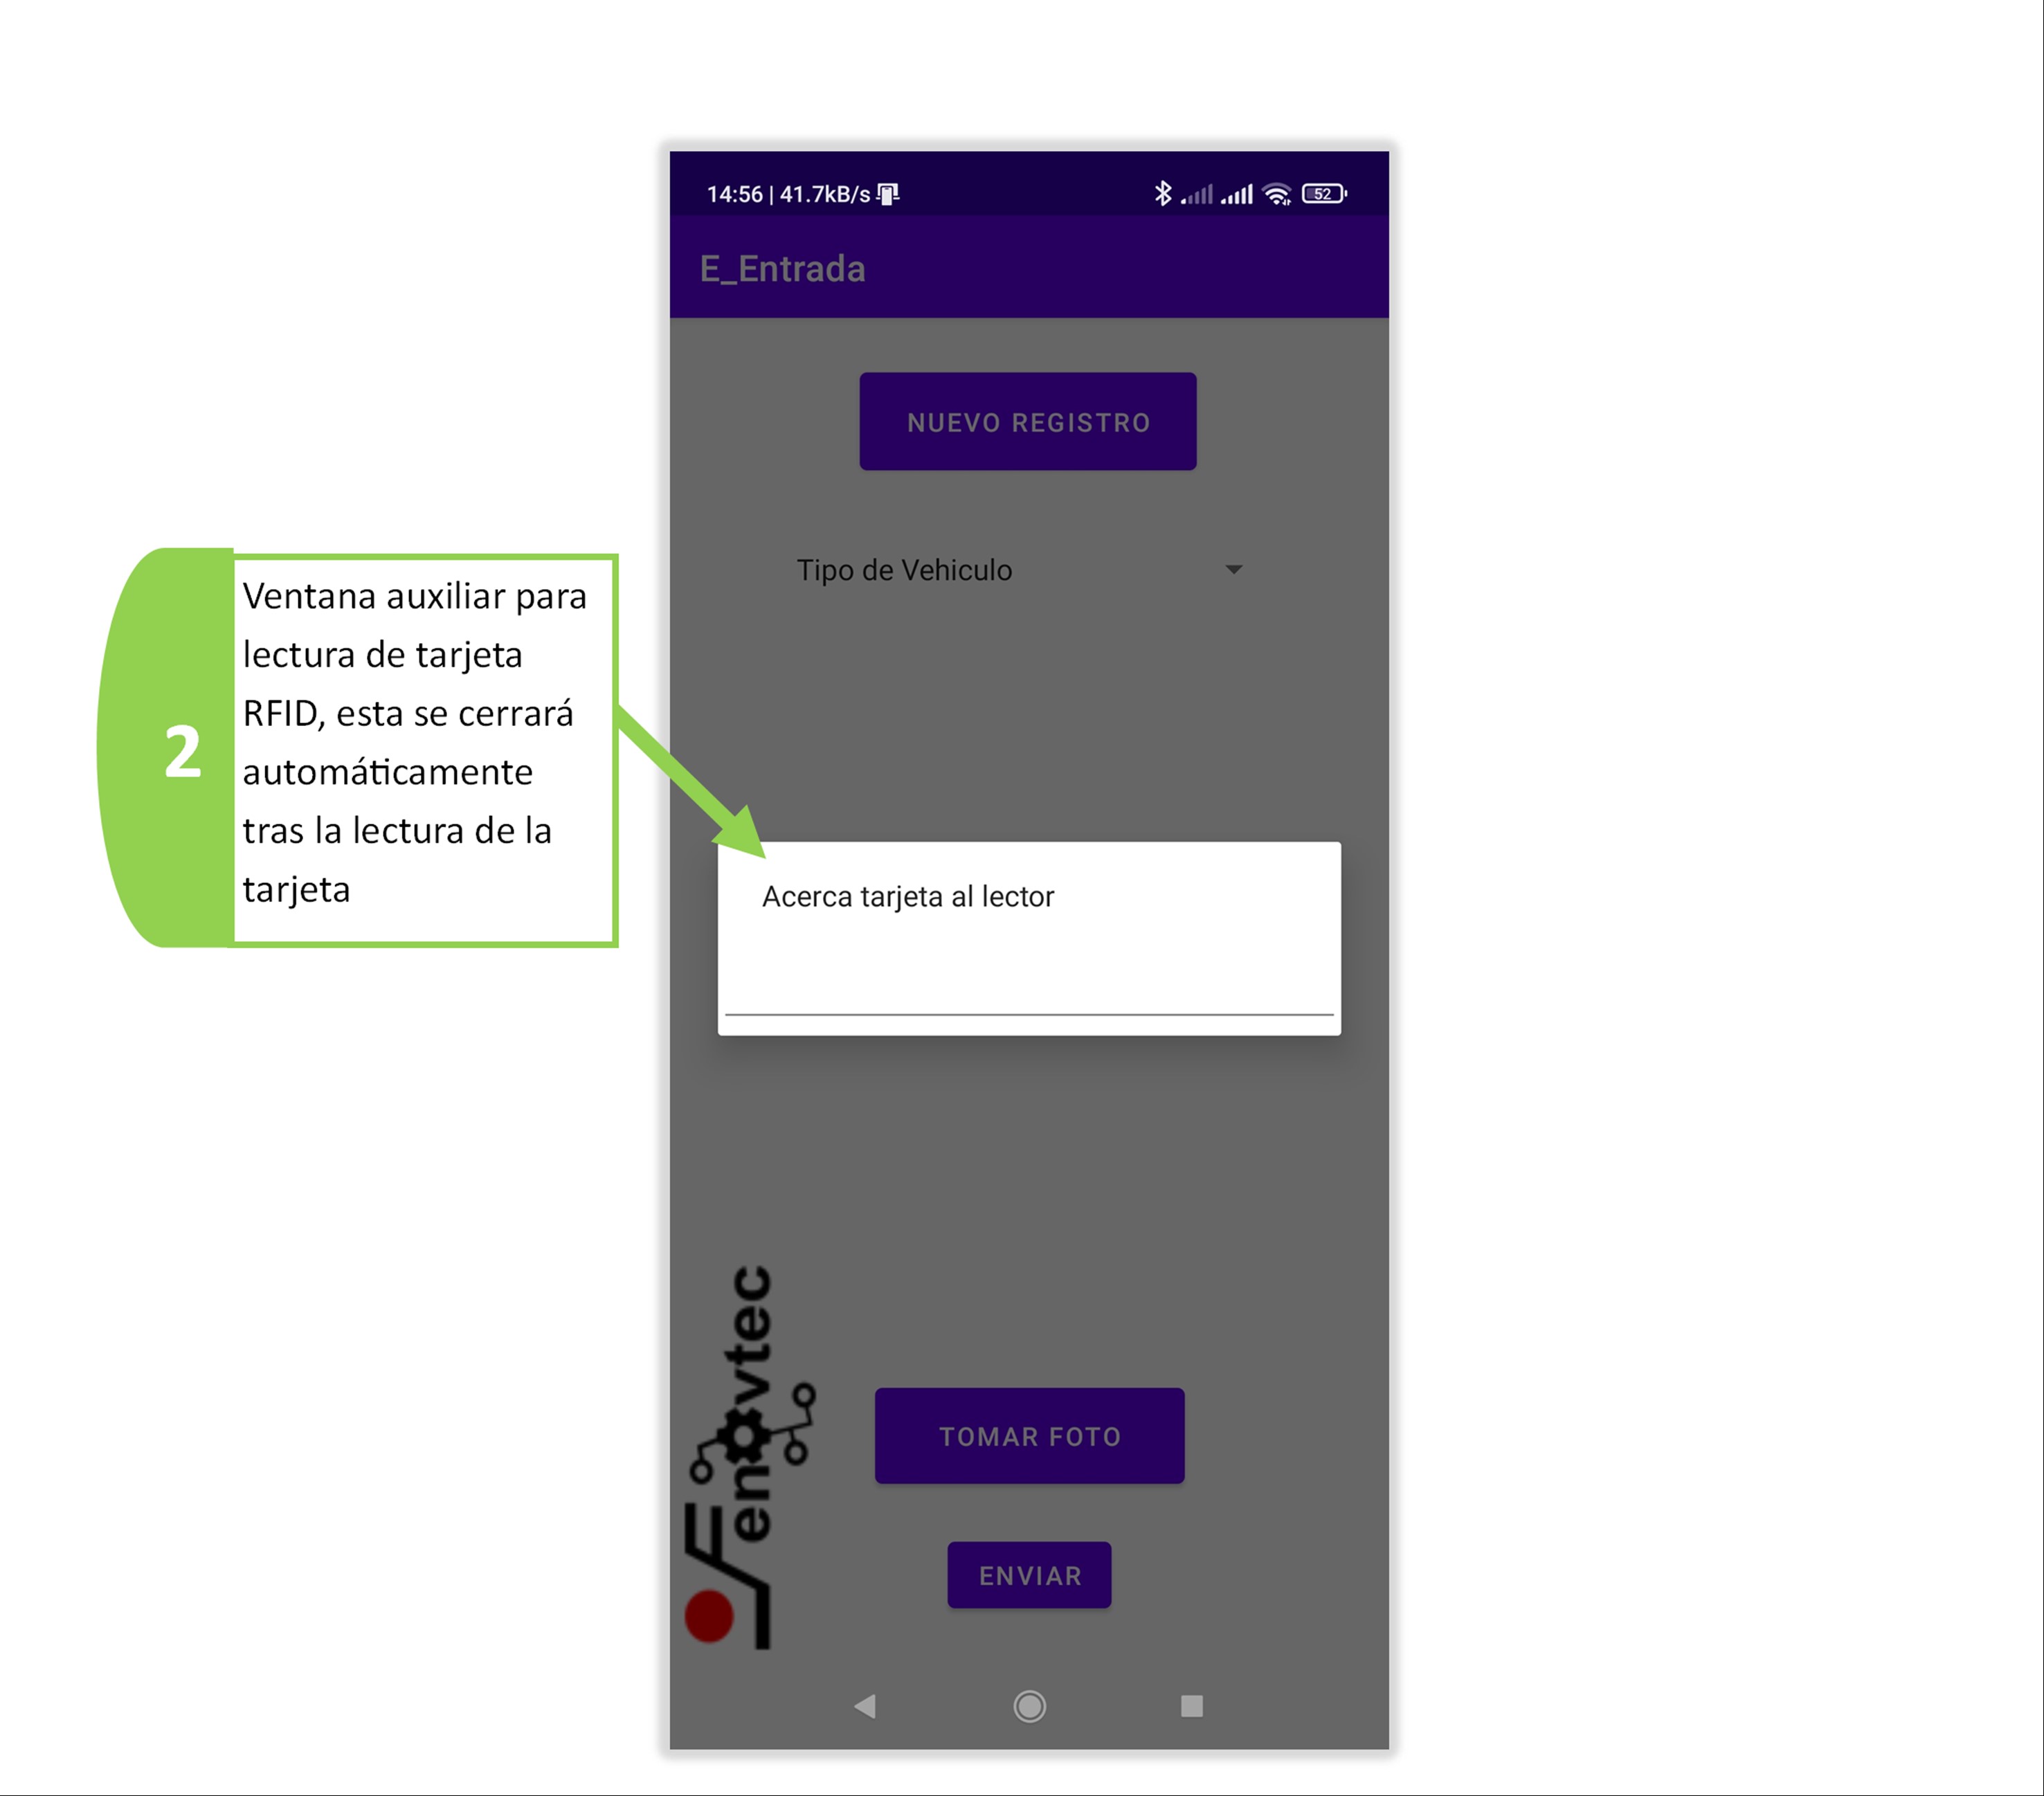 14:56 | 41.7kB/s
52
E_Entrada
NUEVO REGISTRO
Tipo de Vehiculo
2
Ventana auxiliar para
lectura de tarjeta
RFID, esta se cerrará
automáticamente
tras la lectura de la
tarjeta
Acerca tarjeta al lector
enovtec
TOMAR FOTO
ENVIAR